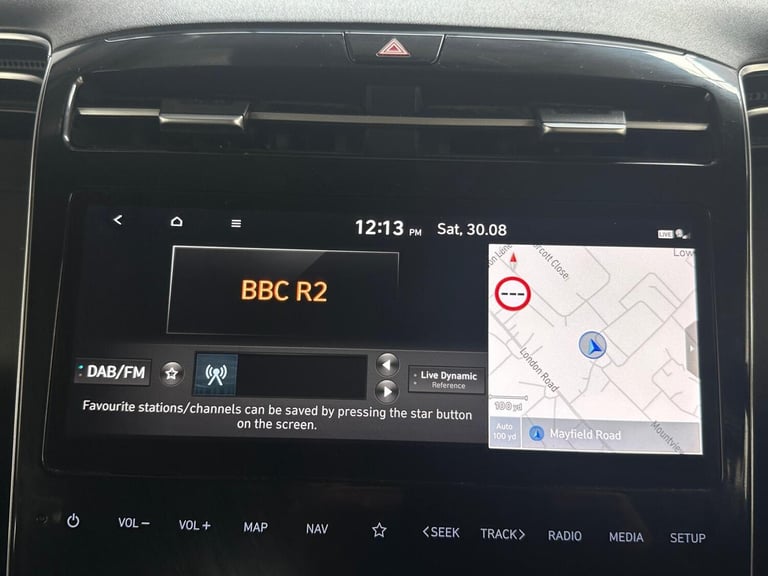 12:13 PM Sat, 30.08
LIVE
BBC R2
DAB/FM
Live Dynamic
Reference
Favourite stations/channels can be saved by pressing the star button
on the screen.
Low
Close
London Road
100 yd
Auto
100 yd
Mayfield Road
VOL−
VOL+
MAP
NAV
<SEEK
TRACK>
RADIO
MEDIA
SETUP